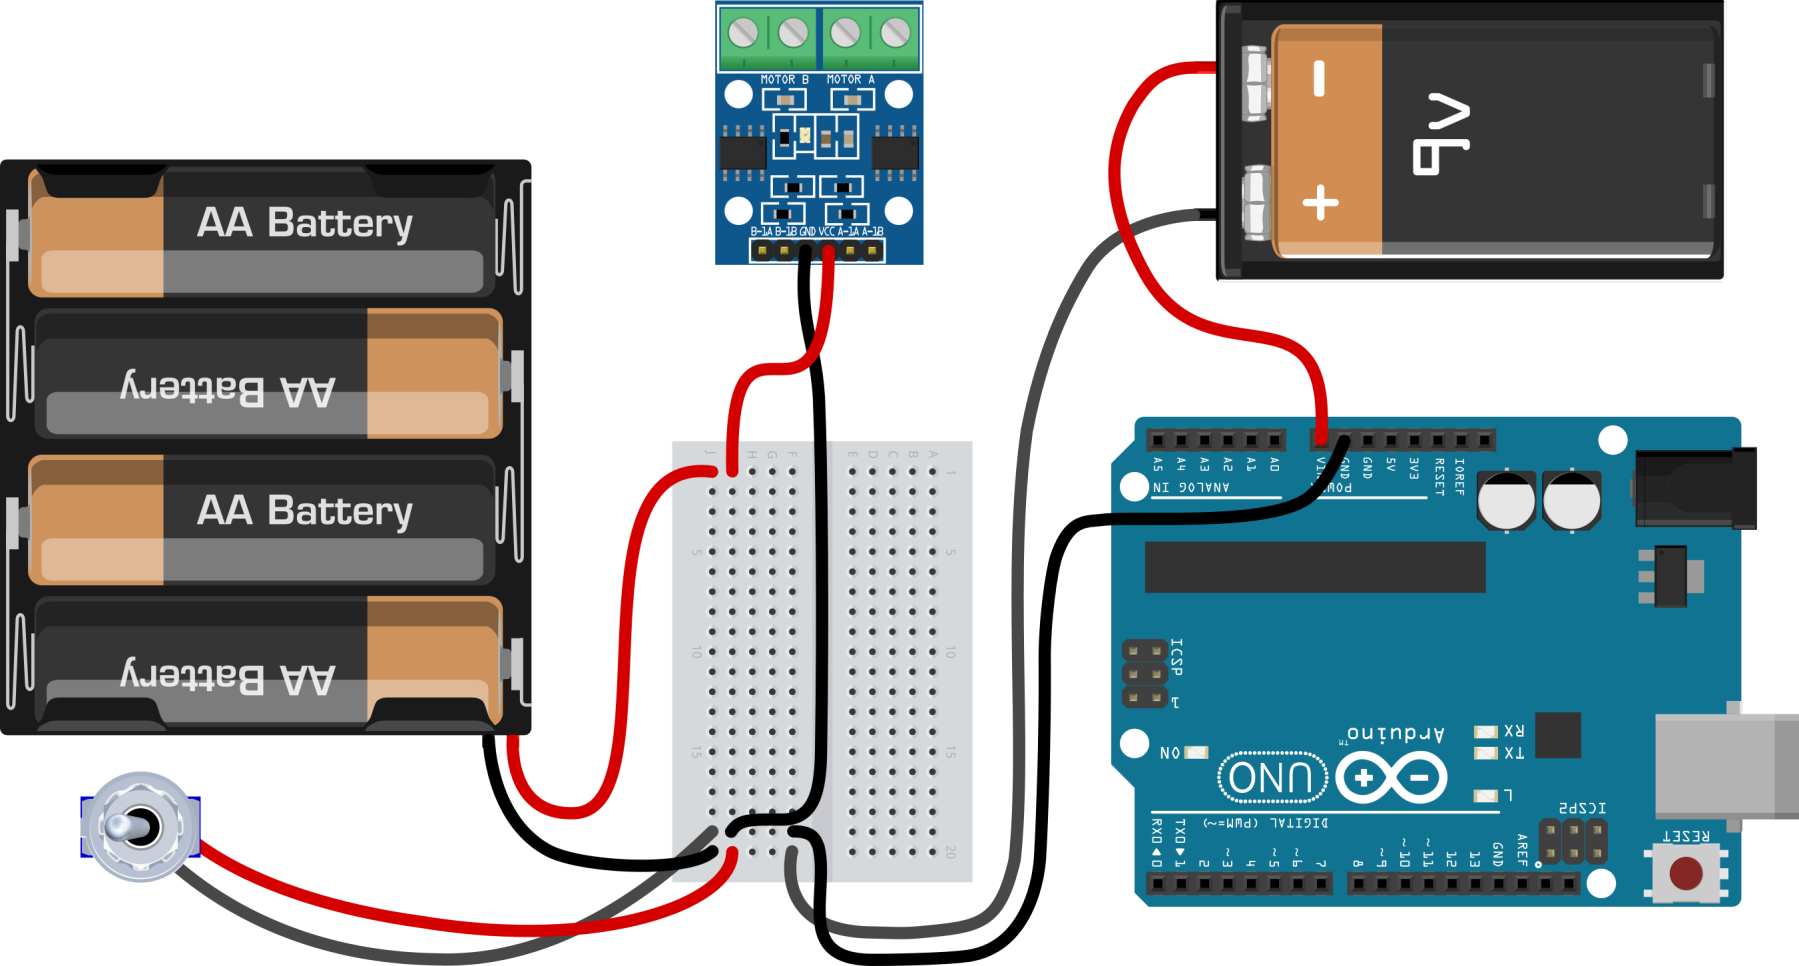 MOTOR B MOTOR A
B-1A B-1B GND VCC A-1A A-1B
- 
+
9V
AA Battery
AA Battery
AA Battery
AA Battery
J H G F E D C B A
1
5 5
10 10
15 15
20
A5 A4 A3 A2 A1 A0 VIN GND GND 5V 3V3 RESET IOREF
ANALOG IN POWER
ICSP
1
ON
UNO
Arduino™
RX
TX
L
ICSP2
DIGITAL (PWM=~)
RX0 TX0 AREF
0 1 2 ~3 4 ~5 ~6 7 8 ~9 ~10 ~11 12 13 GND
RESET